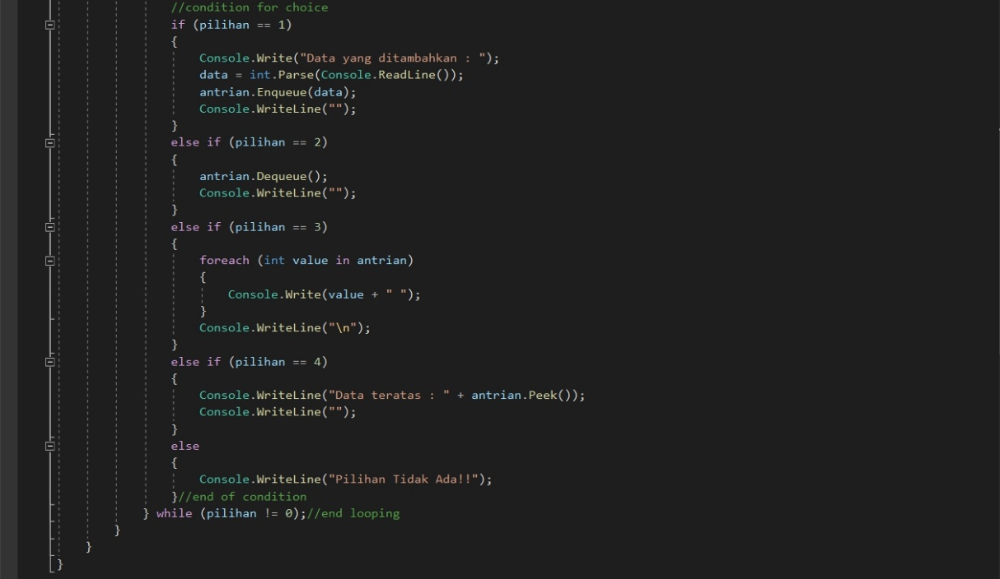 //condition for choice
if (pilihan == 1)
{
Console.Write("Data yang ditambahkan : ");
data = int.Parse(Console.ReadLine());
antrian.Enqueue(data);
Console.WriteLine("");
}
else if (pilihan == 2)
{
antrian.Dequeue();
Console.WriteLine("");
}
else if (pilihan == 3)
{
foreach (int value in antrian)
{
Console.Write(value + " ");
}
Console.WriteLine("\n");
}
else if (pilihan == 4)
{
Console.WriteLine("Data teratas : " + antrian.Peek());
Console.WriteLine("");
}
else
{
Console.WriteLine("Pilihan Tidak Ada!!");
}//end of condition
} while (pilihan != 0);//end looping
}
}
}